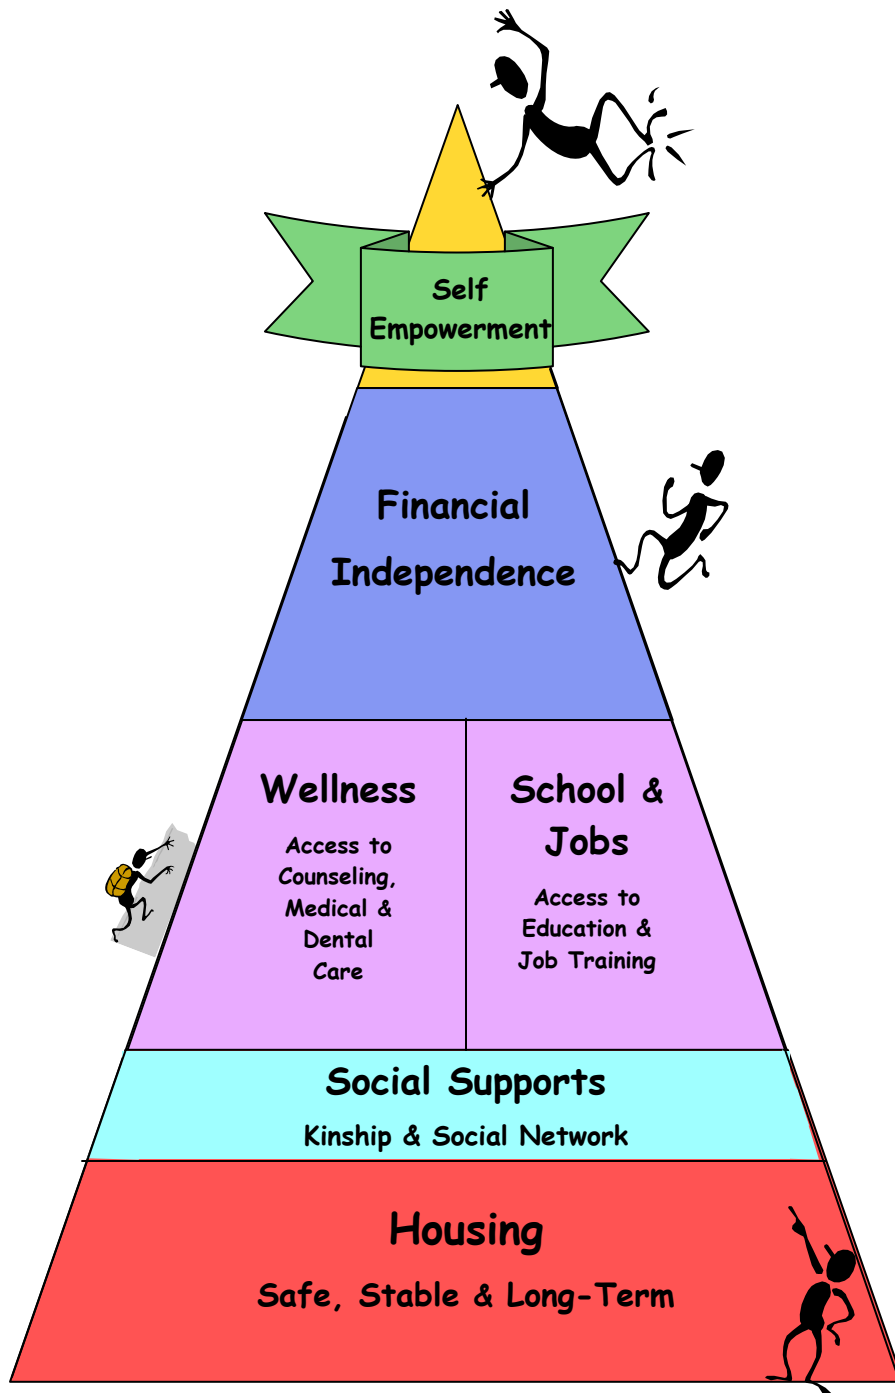 Self
Empowerment
Financial
Independence
Wellness
Access to
Counseling,
Medical &
Dental
Care
School &
Jobs
Access to
Education &
Job Training
Social Supports
Kinship & Social Network
Housing
Safe, Stable & Long-Term